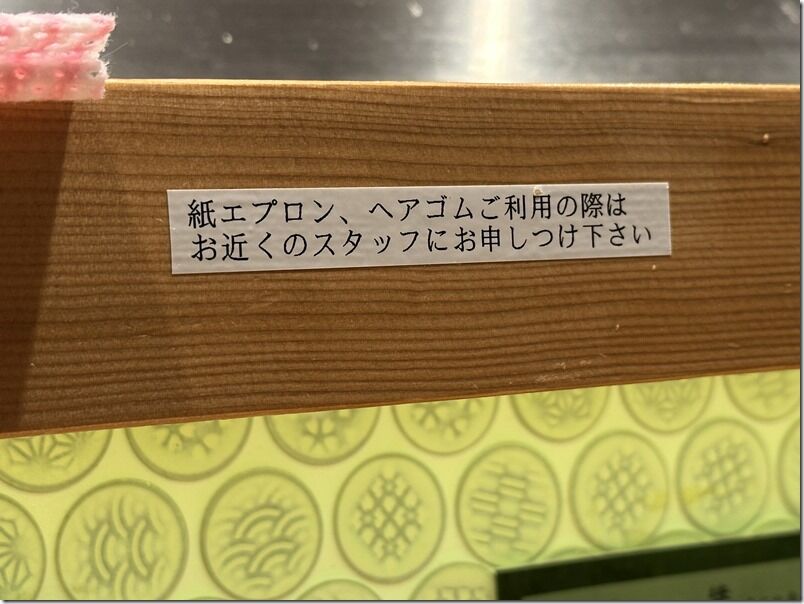 紙エプロン、ヘアゴムご利用の際は
お近くのスタッフにお申しつけ下さい